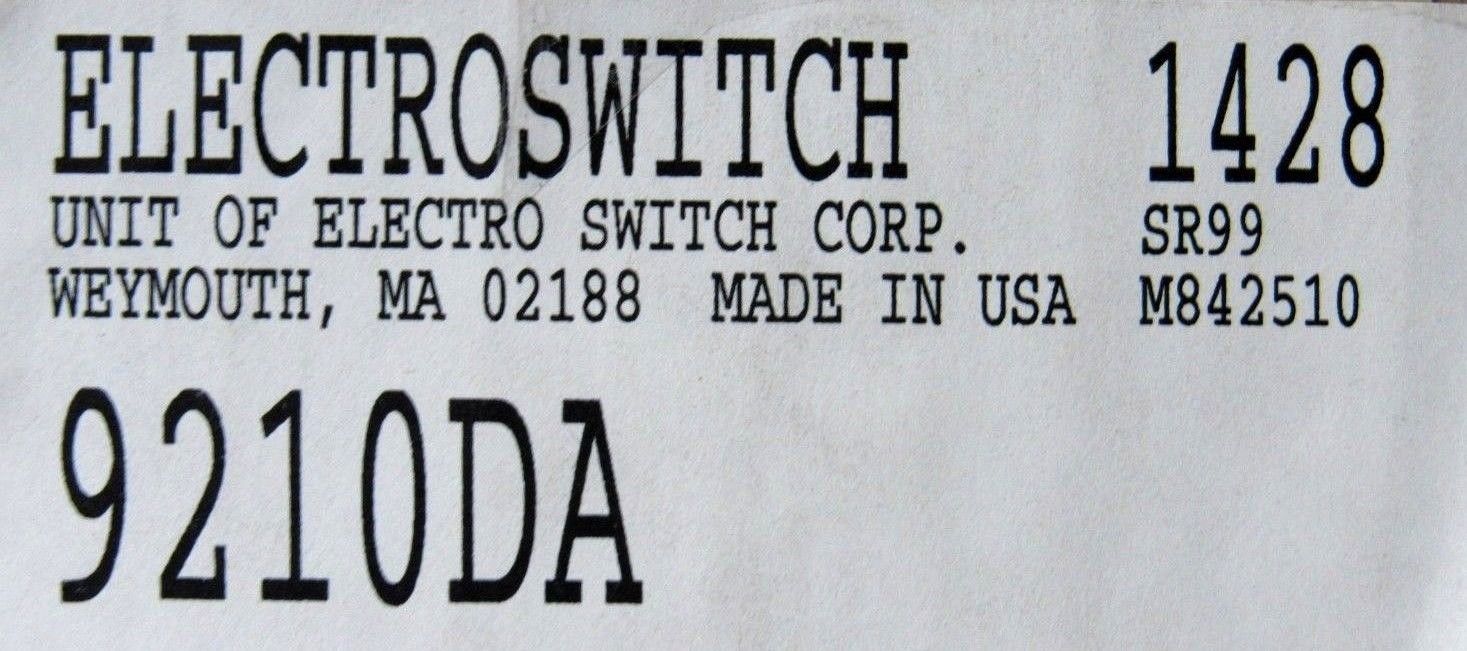 ELECTROSWITCH 1428
UNIT OF ELECTRO SWITCH CORP. SR99
WEYMOUTH, MA 02188 MADE IN USA M842510
9210DA